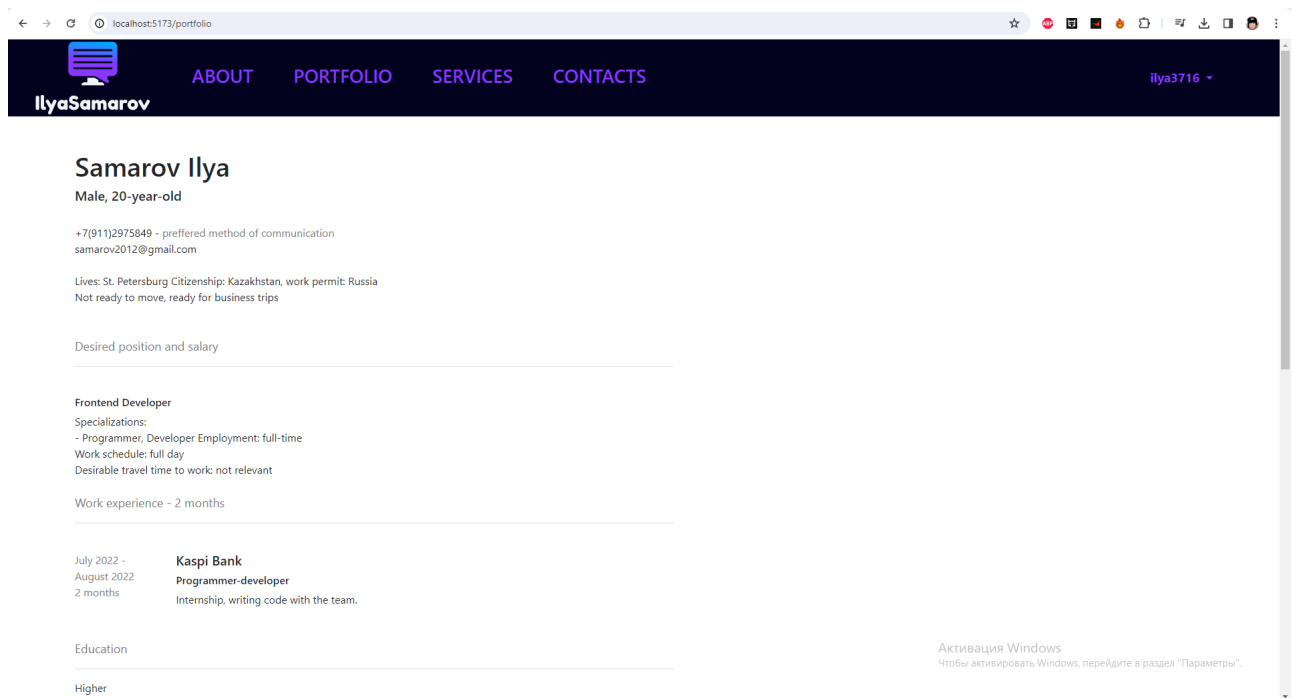 localhost:5173/portfolio
ABP
IlyaSamarov
ABOUT PORTFOLIO SERVICES CONTACTS
ilya3716
Samarov Ilya
Male, 20-year-old
+7(911)2975849 - preffered method of communication
samarov2012@gmail.com
Lives: St. Petersburg Citizenship: Kazakhstan, work permit: Russia
Not ready to move, ready for business trips
Desired position and salary
Frontend Developer
Specializations:
- Programmer, Developer Employment: full-time
Work schedule: full day
Desirable travel time to work: not relevant
Work experience - 2 months
July 2022 -
August 2022
2 months
Kaspi Bank
Programmer-developer
Internship, writing code with the team.
Education
Higher
Активация Windows
Чтобы активировать Windows, перейдите в раздел "Параметры".